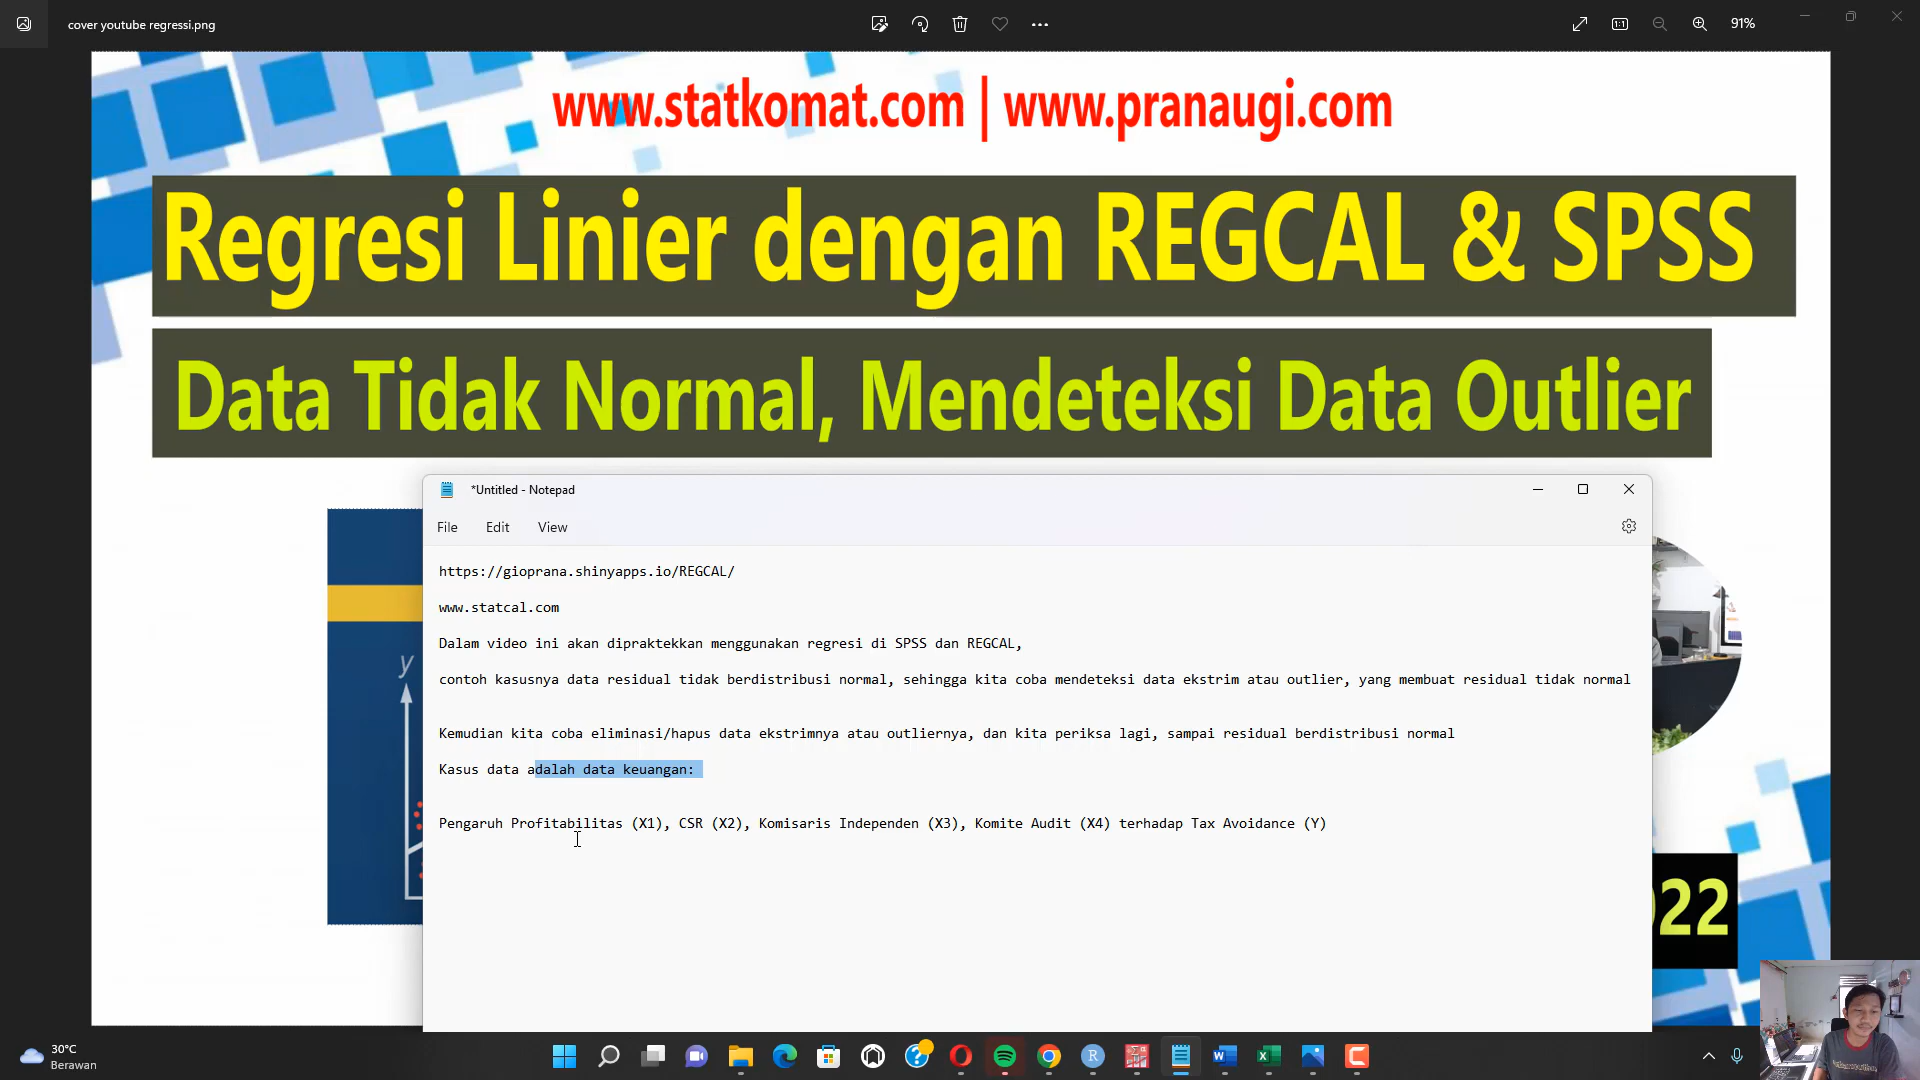 cover youtube regressi.png
91%
www.statkomat.com | www.pranaugi.com
Regresi Linier dengan REGCAL & SPSS
Data Tidak Normal, Mendeteksi Data Outlier
*Untitled - Notepad
File Edit View
https://gioprana.shinyapps.io/REGCAL/
www.statcal.com
Dalam video ini akan dipraktekkan menggunakan regresi di SPSS dan REGCAL,
contoh kasusnya data residual tidak berdistribusi normal, sehingga kita coba mendeteksi data ekstrim atau outlier, yang membuat residual tidak normal
Kemudian kita coba eliminasi/hapus data ekstrimnya atau outliernya, dan kita periksa lagi, sampai residual berdistribusi normal
Kasus data adalah data keuangan:
Pengaruh Profitabilitas (X1), CSR (X2), Komisaris Independen (X3), Komite Audit (X4) terhadap Tax Avoidance (Y)
y
22
30°C
Berawan